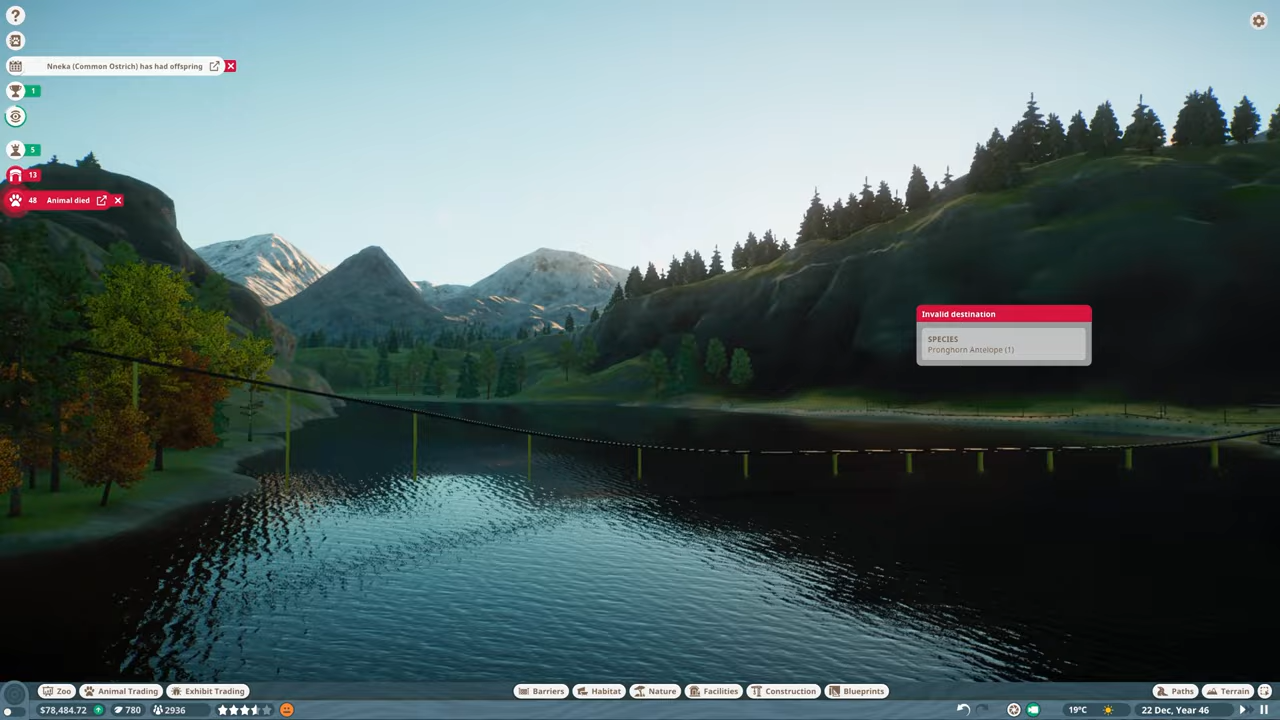 ?
Nneka (Common Ostrich) has had offspring
1
5
13
48 Animal died
Invalid destination
SPECIES
Pronghorn Antelope (1)
Zoo Animal Trading Exhibit Trading Barriers Habitat Nature Facilities Construction Blueprints Paths Terrain
$78,484.72 780 2936 19°C 22 Dec, Year 46